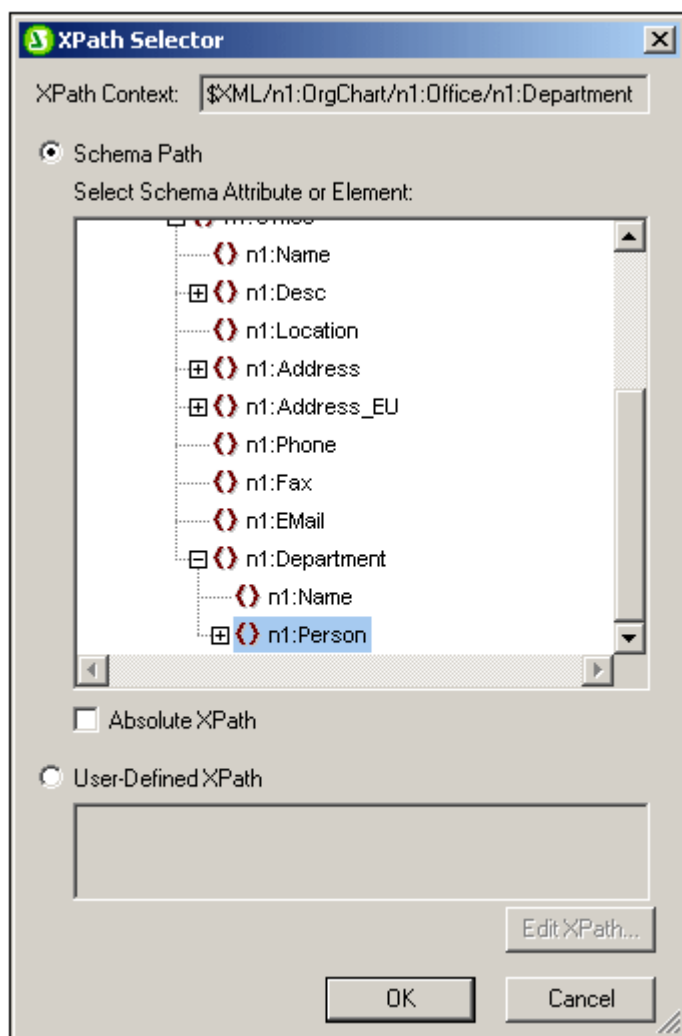 XPath Selector
XPath Context: $XML/n1:OrgChart/n1:Office/n1:Department
Schema Path
Select Schema Attribute or Element:
n1:Office
n1:Name
n1:Desc
n1:Location
n1:Address
n1:Address_EU
n1:Phone
n1:Fax
n1:EMail
n1:Department
n1:Name
n1:Person
Absolute XPath
User-Defined XPath
Edit XPath...
OK Cancel